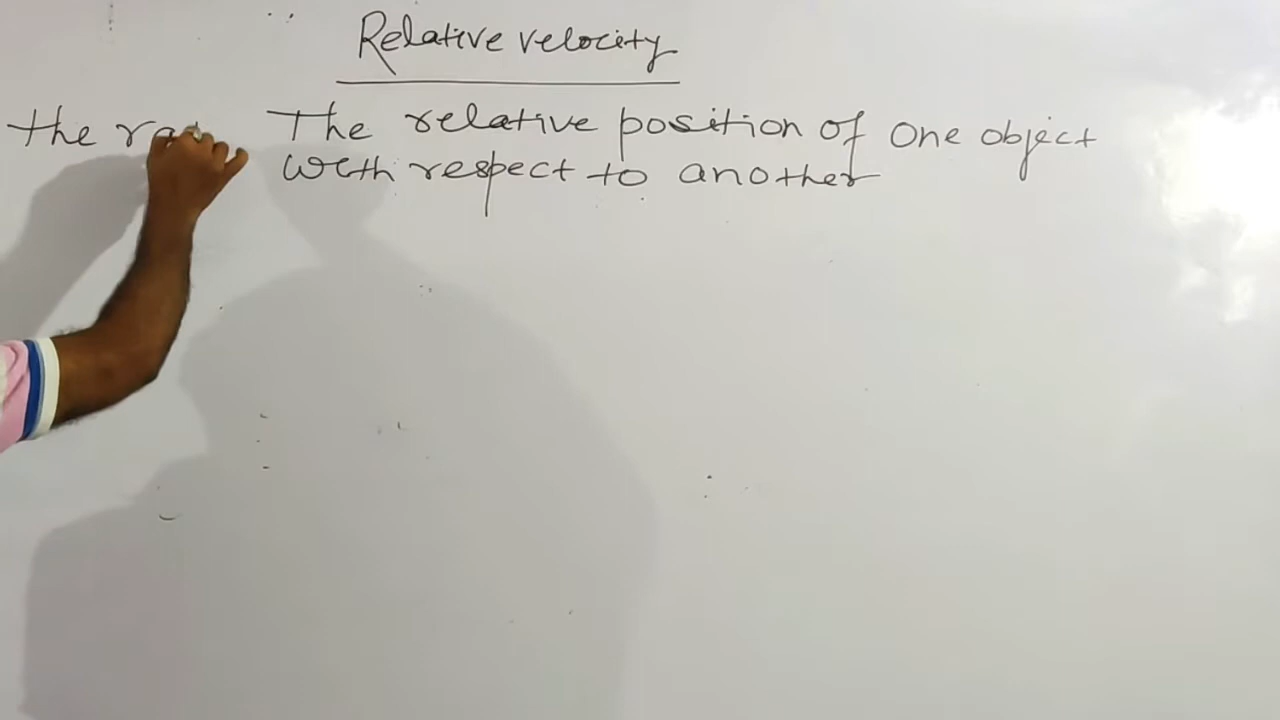 Relative velocity
the The relative position of one object
with respect to another